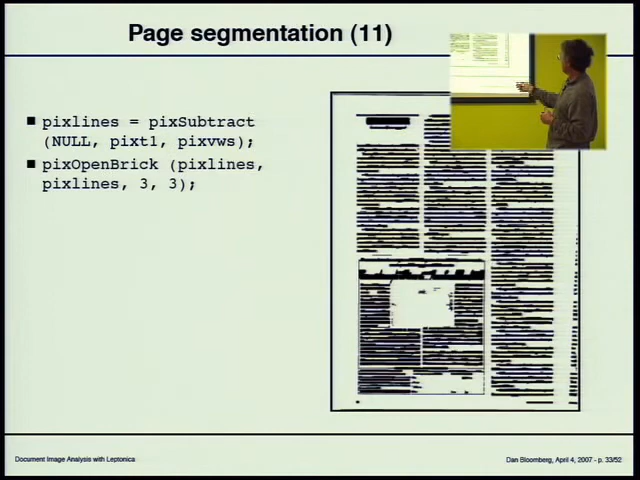 Page segmentation (11)
pixlines = pixSubtract
(NULL, pixt1, pixvws);
pixOpenBrick (pixlines,
pixlines, 3, 3);
Document Image Analysis with Leptonica
Dan Bloomberg, April 4, 2007 - p. 33/52